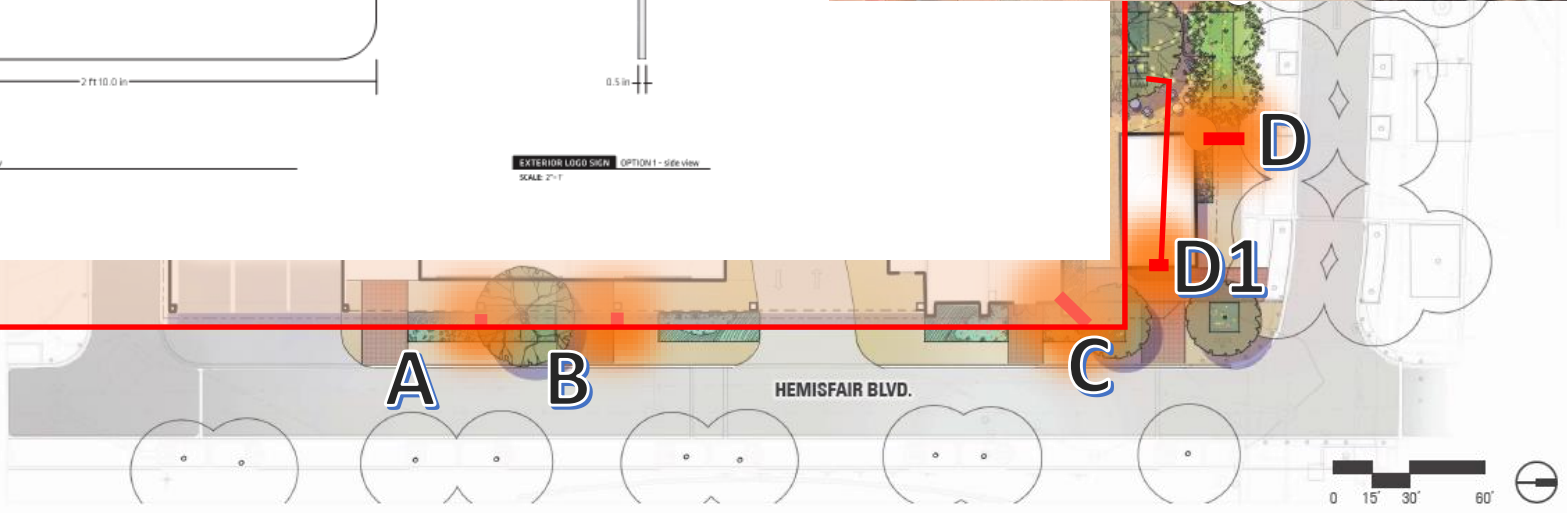 2 ft 10.0 in
0.5 in
EXTERIOR LOGO SIGN OPTION 1 - side view
SCALE: 2"=1'
D
D1
A
B
C
HEMISFAIR BLVD.
0 15' 30' 60'